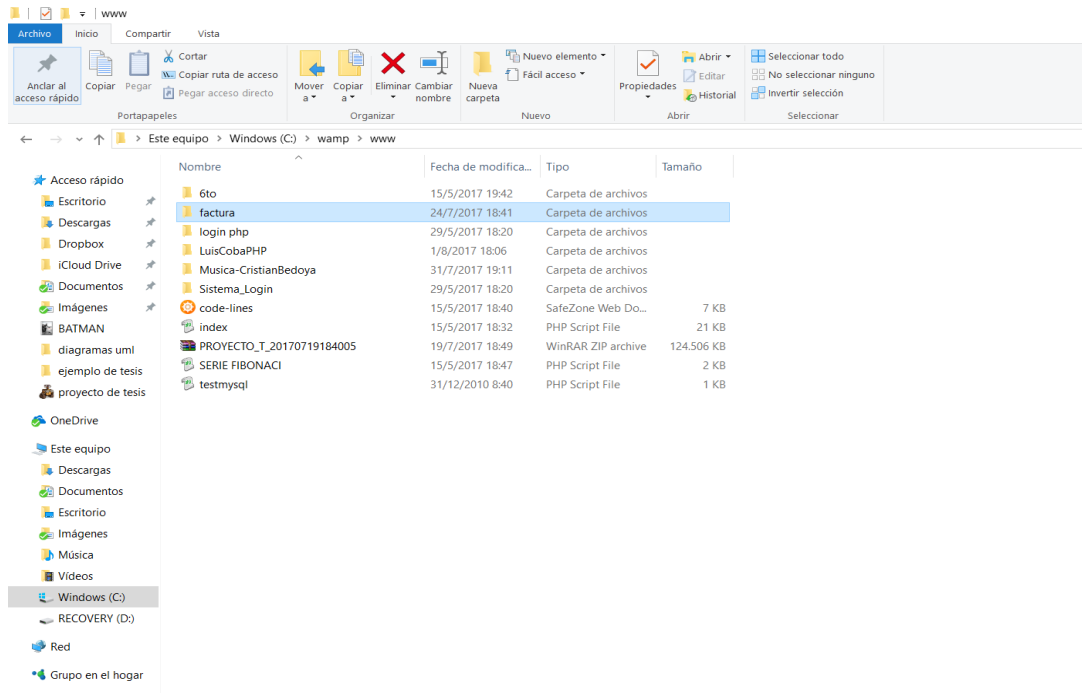 www
Archivo Inicio Compartir Vista
Anclar al acceso rápido
Copiar
Pegar
Cortar
Copiar ruta de acceso
Pegar acceso directo
Portapapeles
Mover a
Copiar a
Eliminar
Cambiar nombre
Organizar
Nueva carpeta
Nuevo elemento
Fácil acceso
Nuevo
Propiedades
Abrir
Editar
Historial
Abrir
Seleccionar todo
No seleccionar ninguno
Invertir selección
Seleccionar
Este equipo > Windows (C:) > wamp > www
Acceso rápido
Escritorio
Descargas
Dropbox
iCloud Drive
Documentos
Imágenes
BATMAN
diagramas uml
ejemplo de tesis
proyecto de tesis
OneDrive
Este equipo
Descargas
Documentos
Escritorio
Imágenes
Música
Vídeos
Windows (C:)
RECOVERY (D:)
Red
Grupo en el hogar
Nombre Fecha de modifica... Tipo Tamaño
6to 15/5/2017 19:42 Carpeta de archivos
factura 24/7/2017 18:41 Carpeta de archivos
login php 29/5/2017 18:20 Carpeta de archivos
LuisCobaPHP 1/8/2017 18:06 Carpeta de archivos
Musica-CristianBedoya 31/7/2017 19:11 Carpeta de archivos
Sistema_Login 29/5/2017 18:20 Carpeta de archivos
code-lines 15/5/2017 18:40 SafeZone Web Do... 7 KB
index 15/5/2017 18:32 PHP Script File 21 KB
PROYECTO_T_20170719184005 19/7/2017 18:49 WinRAR ZIP archive 124.506 KB
SERIE FIBONACI 15/5/2017 18:47 PHP Script File 2 KB
testmysql 31/12/2010 8:40 PHP Script File 1 KB